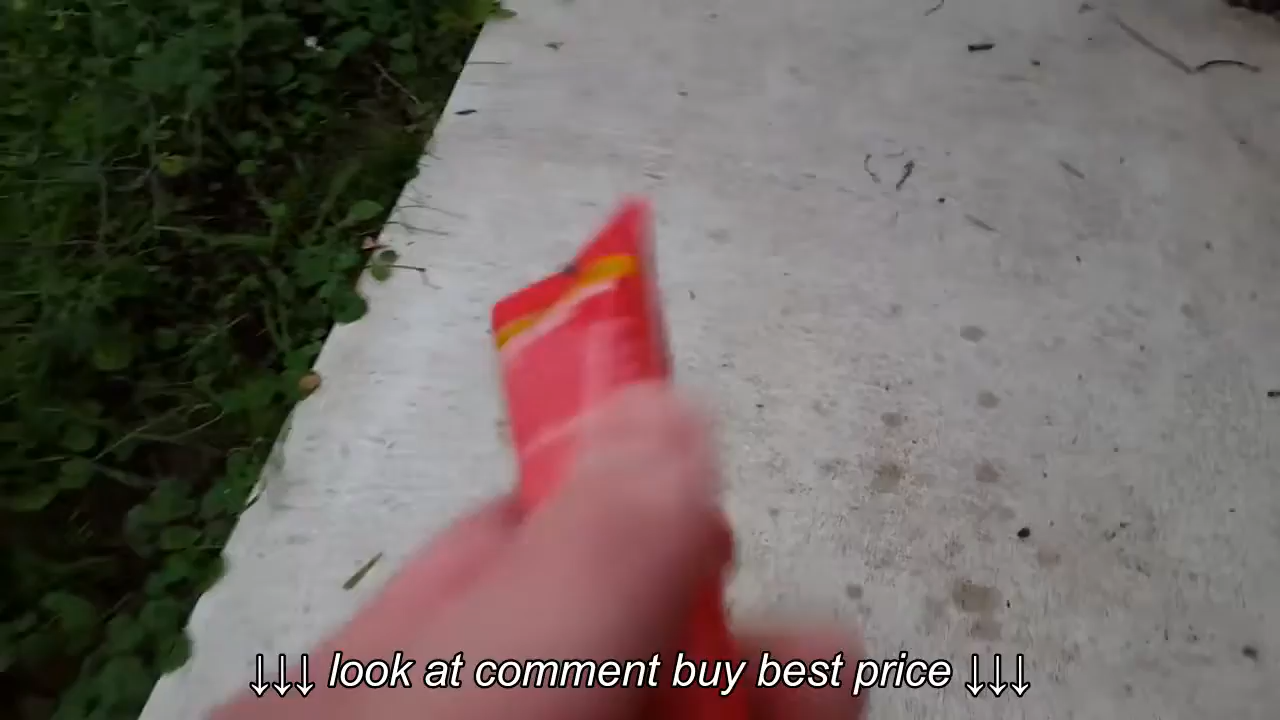 ↓↓↓ look at comment buy best price ↓↓↓